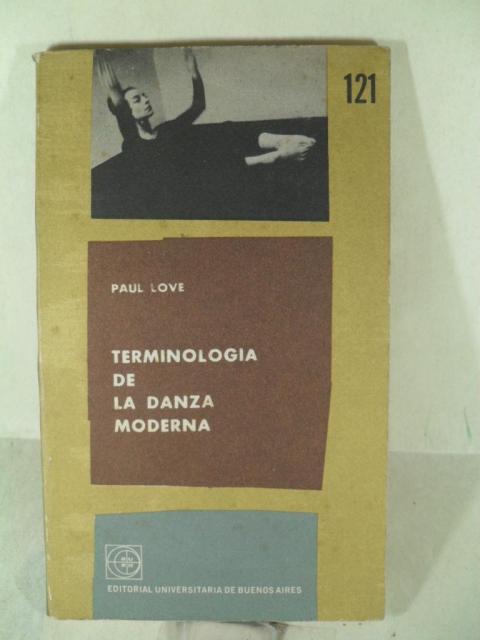 121
PAUL LOVE
TERMINOLOGIA
DE
LA DANZA
MODERNA
EDITORIAL UNIVERSITARIA DE BUENOS AIRES